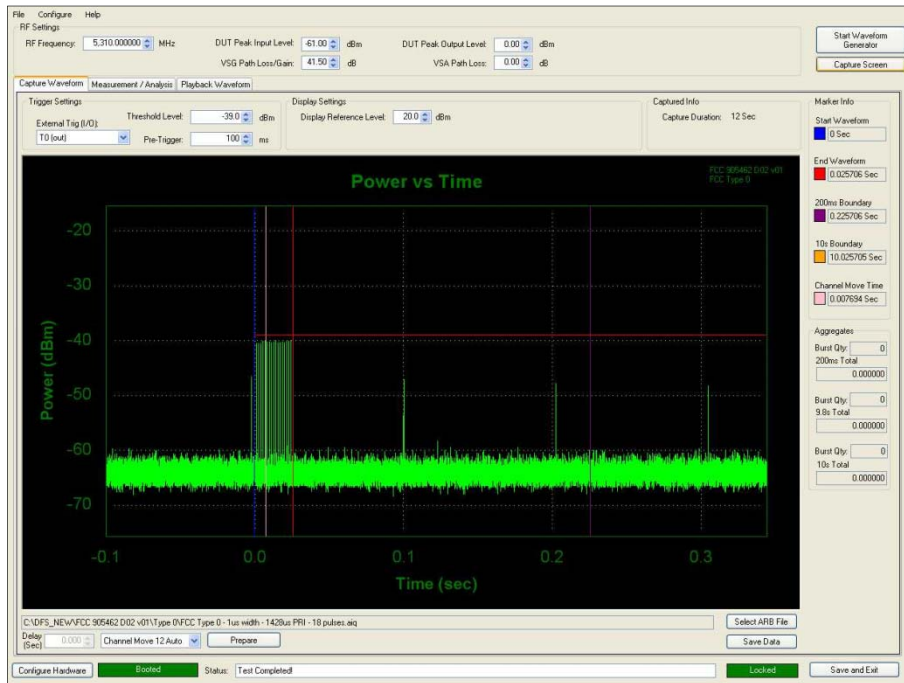 File Configure Help
RF Settings
RF Frequency: 5,310.000000 MHz DUT Peak Input Level: -61.00 dBm DUT Peak Output Level: 0.00 dBm
VSG Path Loss/Gain: 41.50 dB VSA Path Loss: 0.00 dB
Start Waveform Generator
Capture Screen
Capture Waveform Measurement / Analysis Playback Waveform
Trigger Settings
External Trig (I/O): Threshold Level: -39.0 dBm
T0 (out) Pre-Trigger: 100 ms
Display Settings
Display Reference Level: 20.0 dBm
Captured Info
Capture Duration: 12 Sec
Marker Info
Start Waveform
0 Sec
End Waveform
0.025706 Sec
200ms Boundary
0.225706 Sec
10s Boundary
10.025705 Sec
Channel Move Time
0.007694 Sec
Aggregates
Burst Qty: 0
200ms Total
0.000000
Burst Qty: 0
9.8s Total
0.000000
Burst Qty: 0
10s Total
0.000000
Power vs Time
FCC 905462 D02 v01
FCC Type 0
Power (dBm)
-20
-30
-40
-50
-60
-70
-0.1 0.0 0.1 0.2 0.3
Time (sec)
C:\DFS_NEW\FCC 905462 D02 v01\Type 0\FCC Type 0 - 1us width - 1428us PRI - 18 pulses.aiq
Select ARB File
Delay (Sec) 0.000 Channel Move 12 Auto Prepare
Save Data
Configure Hardware Booted Status: Test Completed! Locked Save and Exit